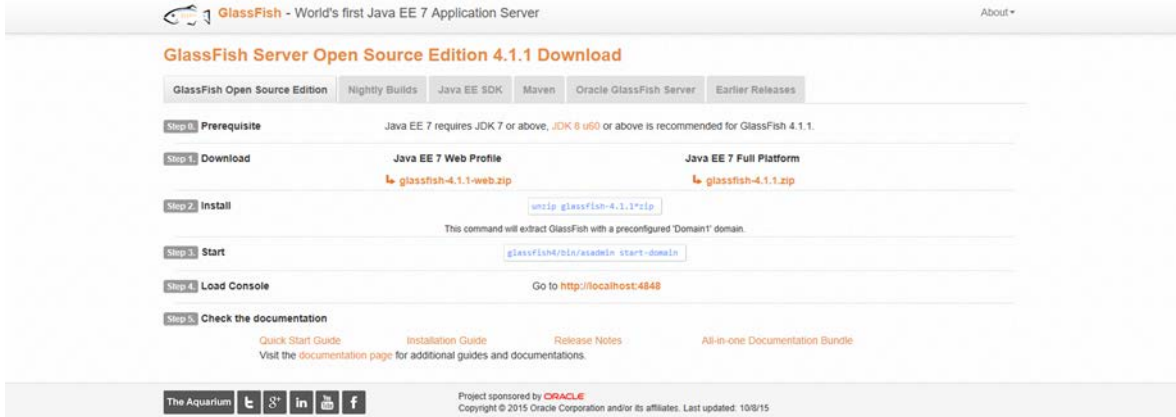 GlassFish - World's first Java EE 7 Application Server
About
GlassFish Server Open Source Edition 4.1.1 Download
GlassFish Open Source Edition
Nightly Builds
Java EE SDK
Maven
Oracle GlassFish Server
Earlier Releases
Step 0. Prerequisite
Java EE 7 requires JDK 7 or above, JDK 8 u60 or above is recommended for GlassFish 4.1.1.
Step 1. Download
Java EE 7 Web Profile
Java EE 7 Full Platform
glassfish-4.1.1-web.zip
glassfish-4.1.1.zip
Step 2. Install
unzip glassfish-4.1.1*zip
This command will extract GlassFish with a preconfigured 'Domain1' domain.
Step 3. Start
glassfish4/bin/asadmin start-domain
Step 4. Load Console
Go to http://localhost:4848
Step 5. Check the documentation
Quick Start Guide
Installation Guide
Release Notes
All-in-one Documentation Bundle
Visit the documentation page for additional guides and documentations.
The Aquarium
Project sponsored by ORACLE
Copyright © 2015 Oracle Corporation and/or its affiliates. Last updated: 10/8/15